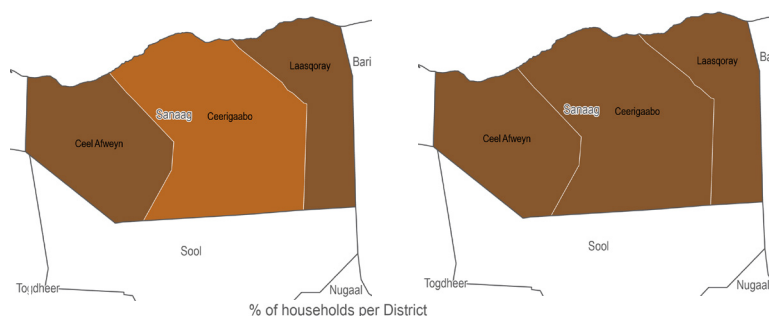 Laasqoray
Bari
Sanaag
Ceerigaabo
Ceel Afweyn
Sool
Togdheer
Nugaal
Laasqoray
Ba
Sanaag
Ceerigaabo
Ceel Afweyn
Sool
Togdheer
Nugaal
% of households per District